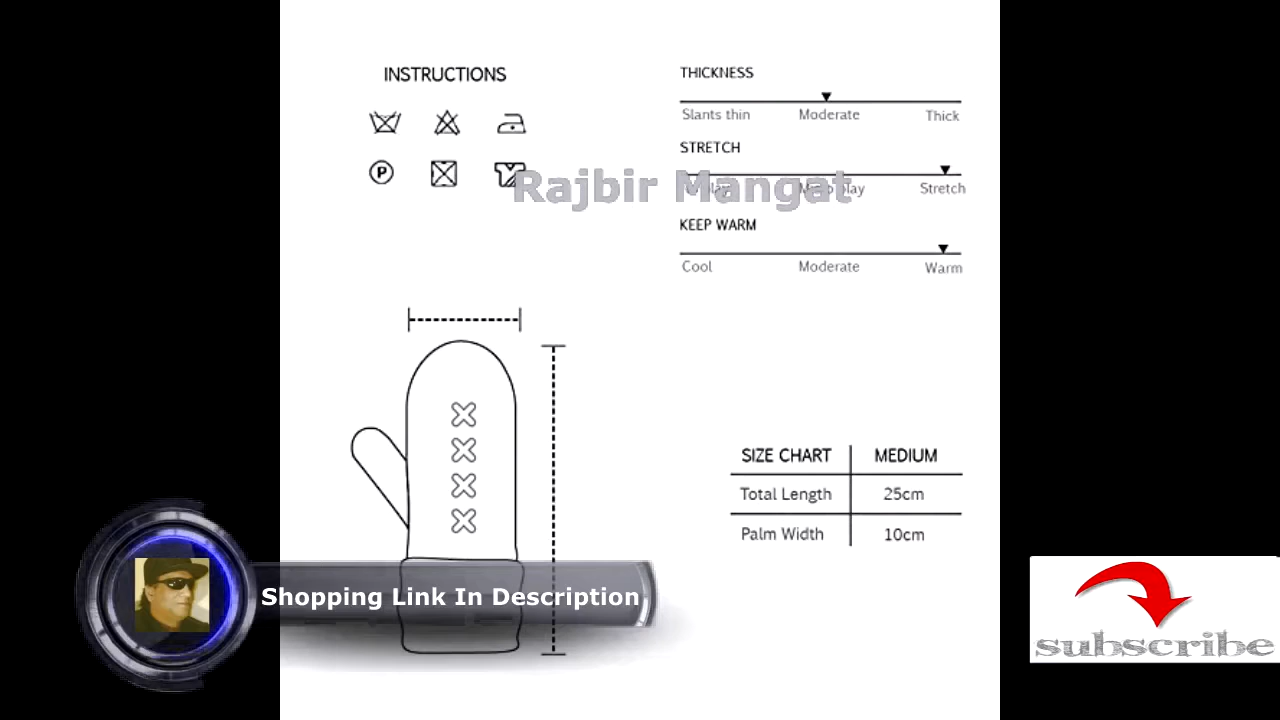 INSTRUCTIONS
P
THICKNESS
Slants thin Moderate Thick
STRETCH
Stretch
Rajbir Mangat
KEEP WARM
Cool Moderate Warm
SIZE CHART MEDIUM
Total Length 25cm
Palm Width 10cm
Shopping Link In Description
subscribe